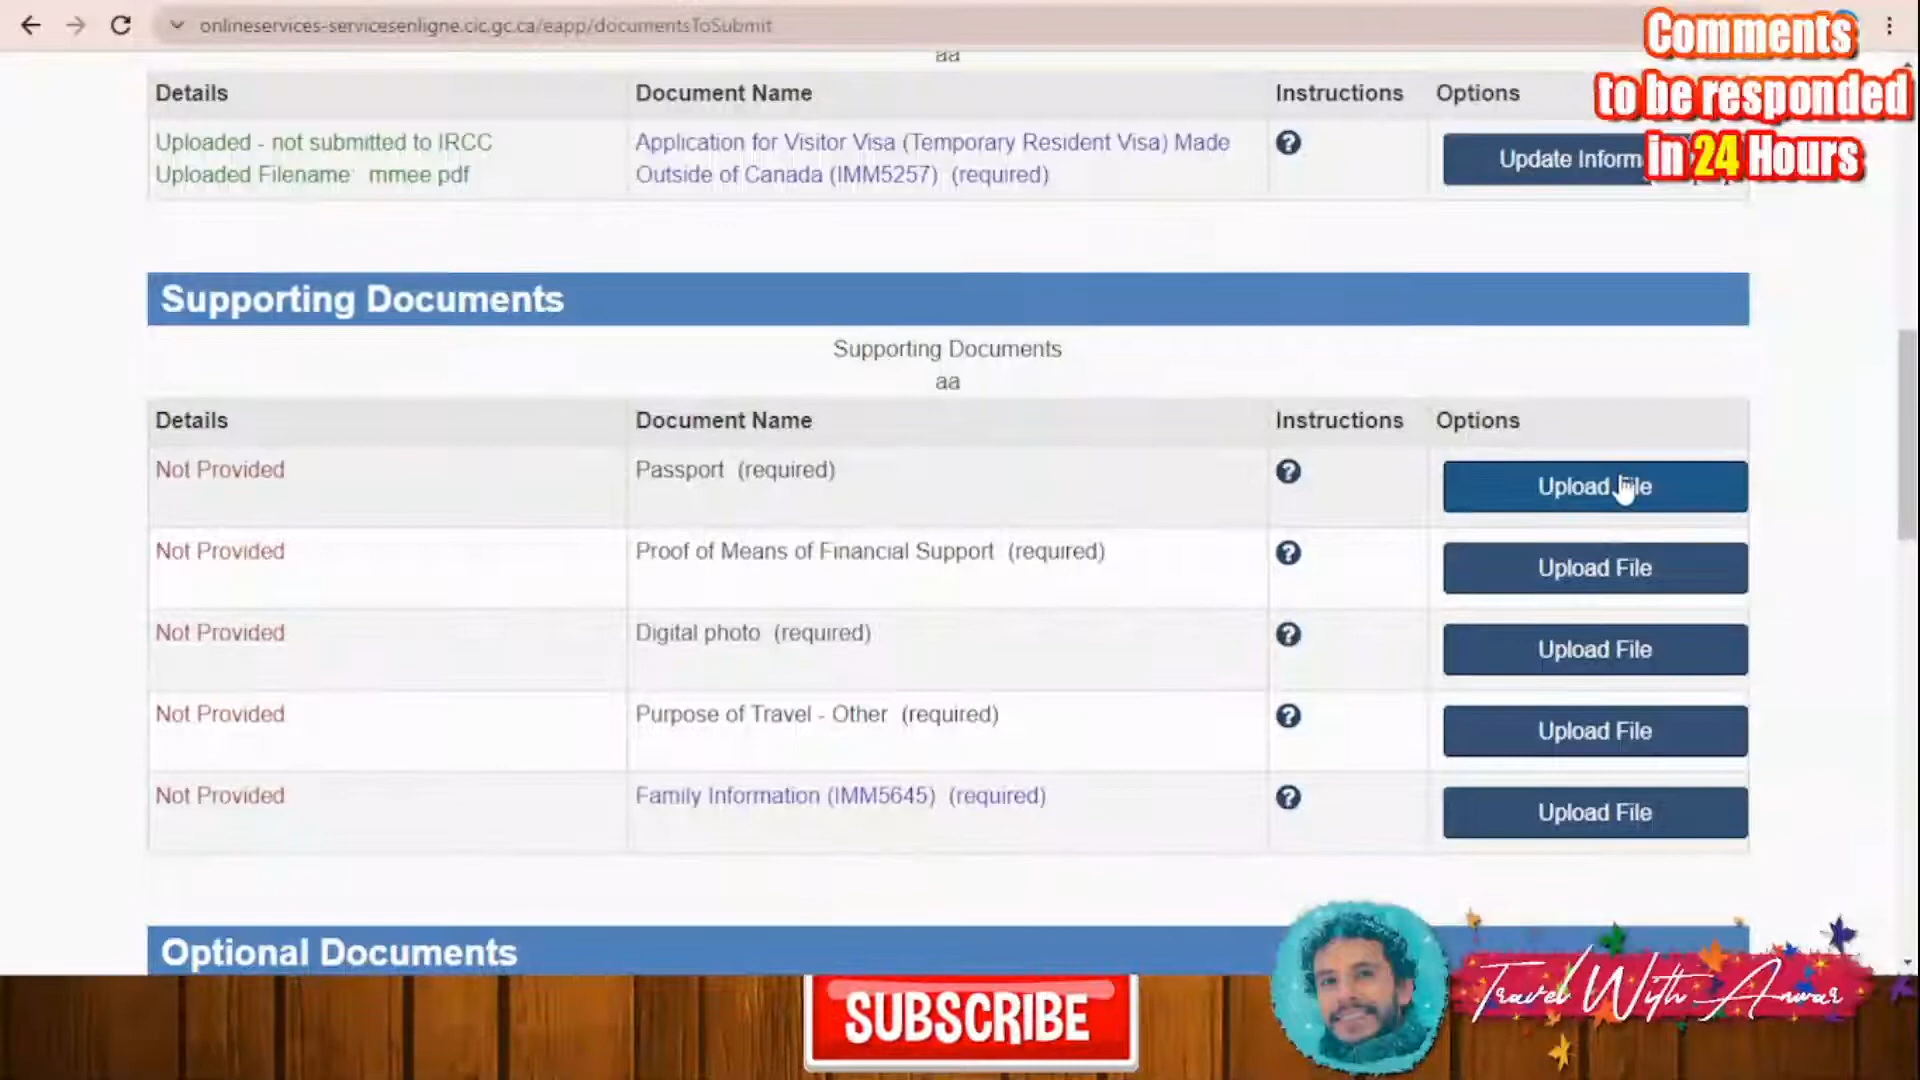 onlineservices-servicesenligne.cic.gc.ca/eapp/documentsToSubmit
Comments
to be responded
in 24 Hours
aa
Details Document Name Instructions Options
Uploaded - not submitted to IRCC
Uploaded Filename mmee pdf
Application for Visitor Visa (Temporary Resident Visa) Made
Outside of Canada (IMM5257) (required)
?
Update Inform
Supporting Documents
Supporting Documents
aa
Details Document Name Instructions Options
Not Provided Passport (required) ? Upload File
Not Provided Proof of Means of Financial Support (required) ? Upload File
Not Provided Digital photo (required) ? Upload File
Not Provided Purpose of Travel - Other (required) ? Upload File
Not Provided Family Information (IMM5645) (required) ? Upload File
Optional Documents
SUBSCRIBE
Travel With Anwar